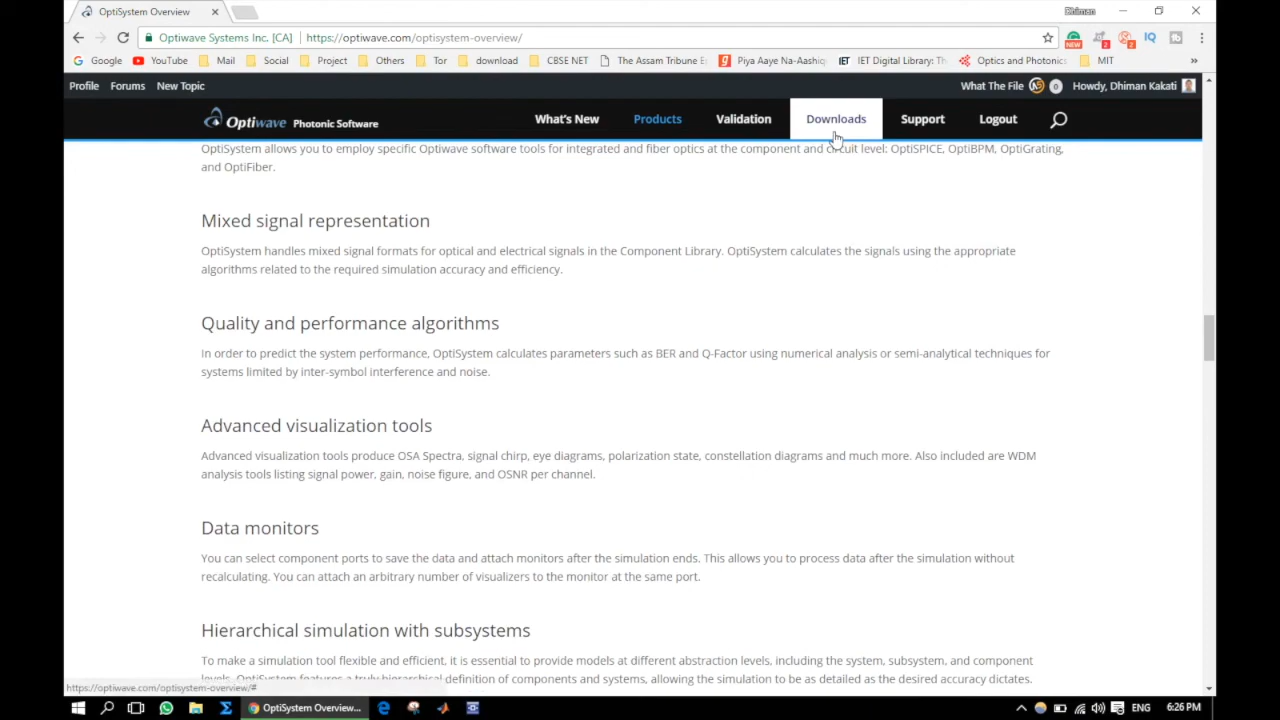 OptiSystem Overview
Dhiman
Optiwave Systems Inc. [CA] https://optiwave.com/optisystem-overview/
Google YouTube Mail Social Project Others Tor download CBSE NET The Assam Tribune E Piya Aaye Na-Aashiq IET IET Digital Library: Th Optics and Photonics MIT »
Profile Forums New Topic What The File 0 Howdy, Dhiman Kakati
Optiwave Photonic Software What's New Products Validation Downloads Support Logout
OptiSystem allows you to employ specific Optiwave software tools for integrated and fiber optics at the component and circuit level: OptiSPICE, OptiBPM, OptiGrating,
and OptiFiber.
Mixed signal representation
OptiSystem handles mixed signal formats for optical and electrical signals in the Component Library. OptiSystem calculates the signals using the appropriate
algorithms related to the required simulation accuracy and efficiency.
Quality and performance algorithms
In order to predict the system performance, OptiSystem calculates parameters such as BER and Q-Factor using numerical analysis or semi-analytical techniques for
systems limited by inter-symbol interference and noise.
Advanced visualization tools
Advanced visualization tools produce OSA Spectra, signal chirp, eye diagrams, polarization state, constellation diagrams and much more. Also included are WDM
analysis tools listing signal power, gain, noise figure, and OSNR per channel.
Data monitors
You can select component ports to save the data and attach monitors after the simulation ends. This allows you to process data after the simulation without
recalculating. You can attach an arbitrary number of visualizers to the monitor at the same port.
Hierarchical simulation with subsystems
To make a simulation tool flexible and efficient, it is essential to provide models at different abstraction levels, including the system, subsystem, and component
levels. OptiSystem features a truly hierarchical definition of components and systems, allowing the simulation to be as detailed as the desired accuracy dictates.
https://optiwave.com/optisystem-overview/#
OptiSystem Overview... ENG 6:26 PM